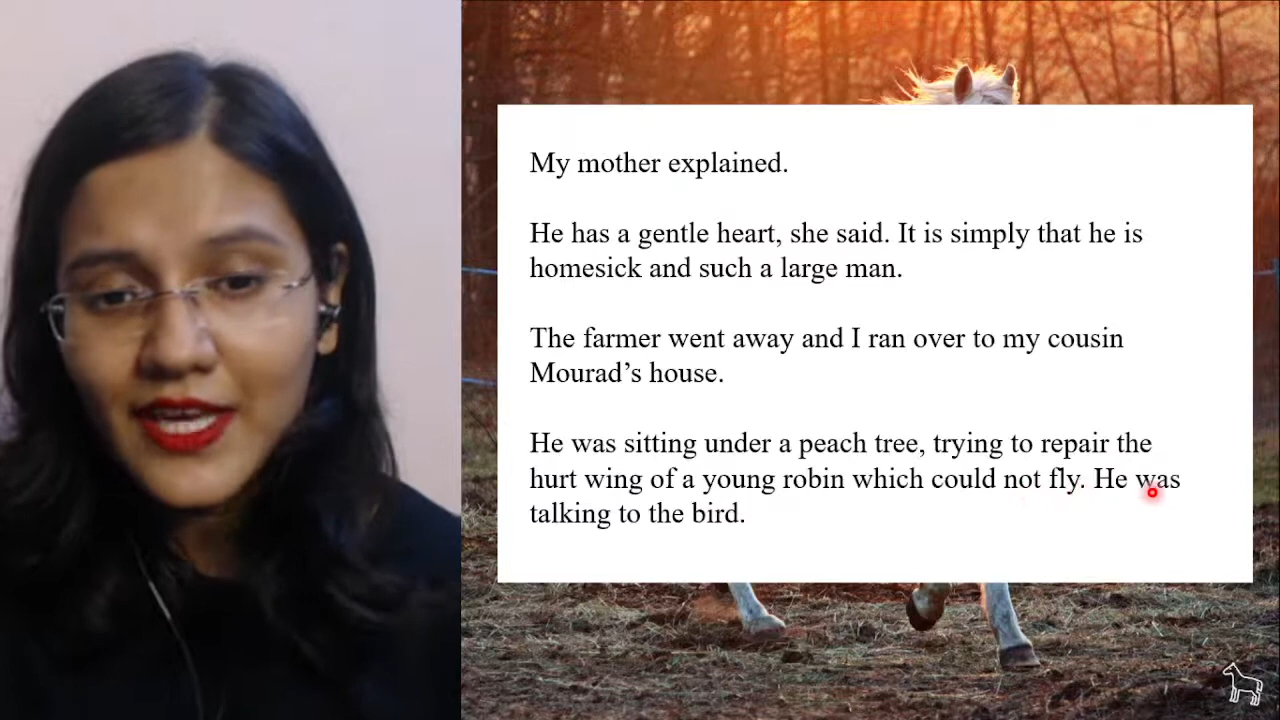 My mother explained.
He has a gentle heart, she said. It is simply that he is
homesick and such a large man.
The farmer went away and I ran over to my cousin
Mourad’s house.
He was sitting under a peach tree, trying to repair the
hurt wing of a young robin which could not fly. He was
talking to the bird.